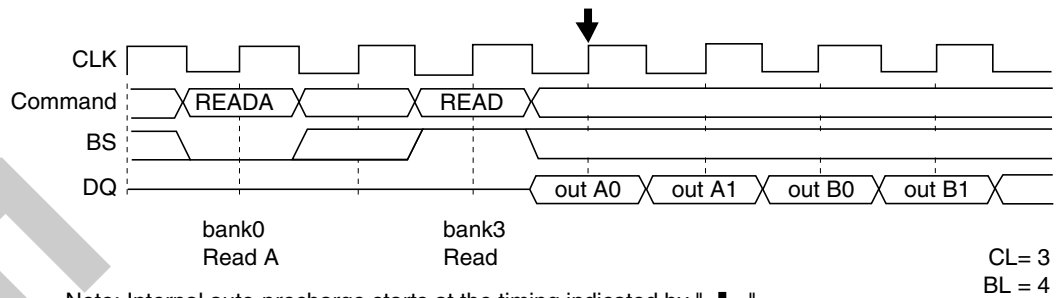 CLK
Command READA READ
BS
DQ out A0 out A1 out B0 out B1
bank0 bank3
Read A Read
CL= 3
BL = 4
Note: Internal auto-precharge starts at the timing indicated by " ".